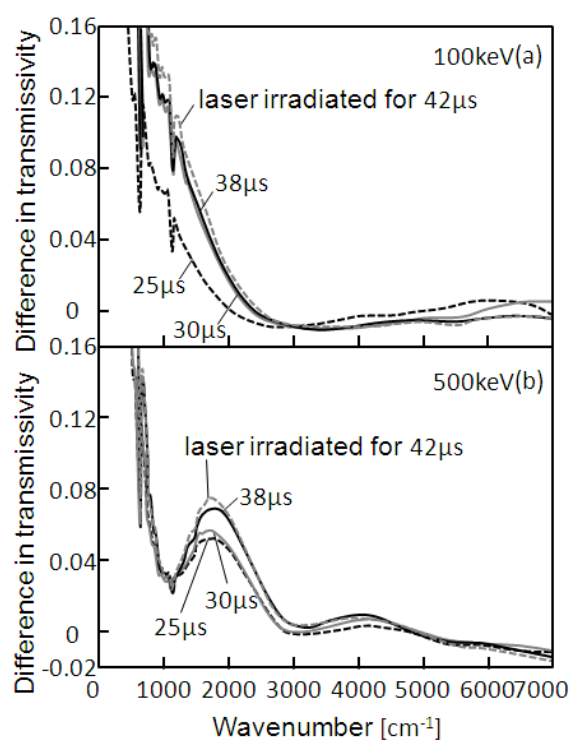 0.16
100keV(a)
0.12
laser irradiated for 42μs
0.08
38μs
0.04
25μs
0
30μs
Difference in transmissivity
0.16
500keV(b)
0.12
laser irradiated for 42μs
0.08
38μs
0.04
30μs
25μs
0
-0.02
Difference in transmissivity
0 1000 2000 3000 4000 5000 6000 7000
Wavenumber [cm-1]